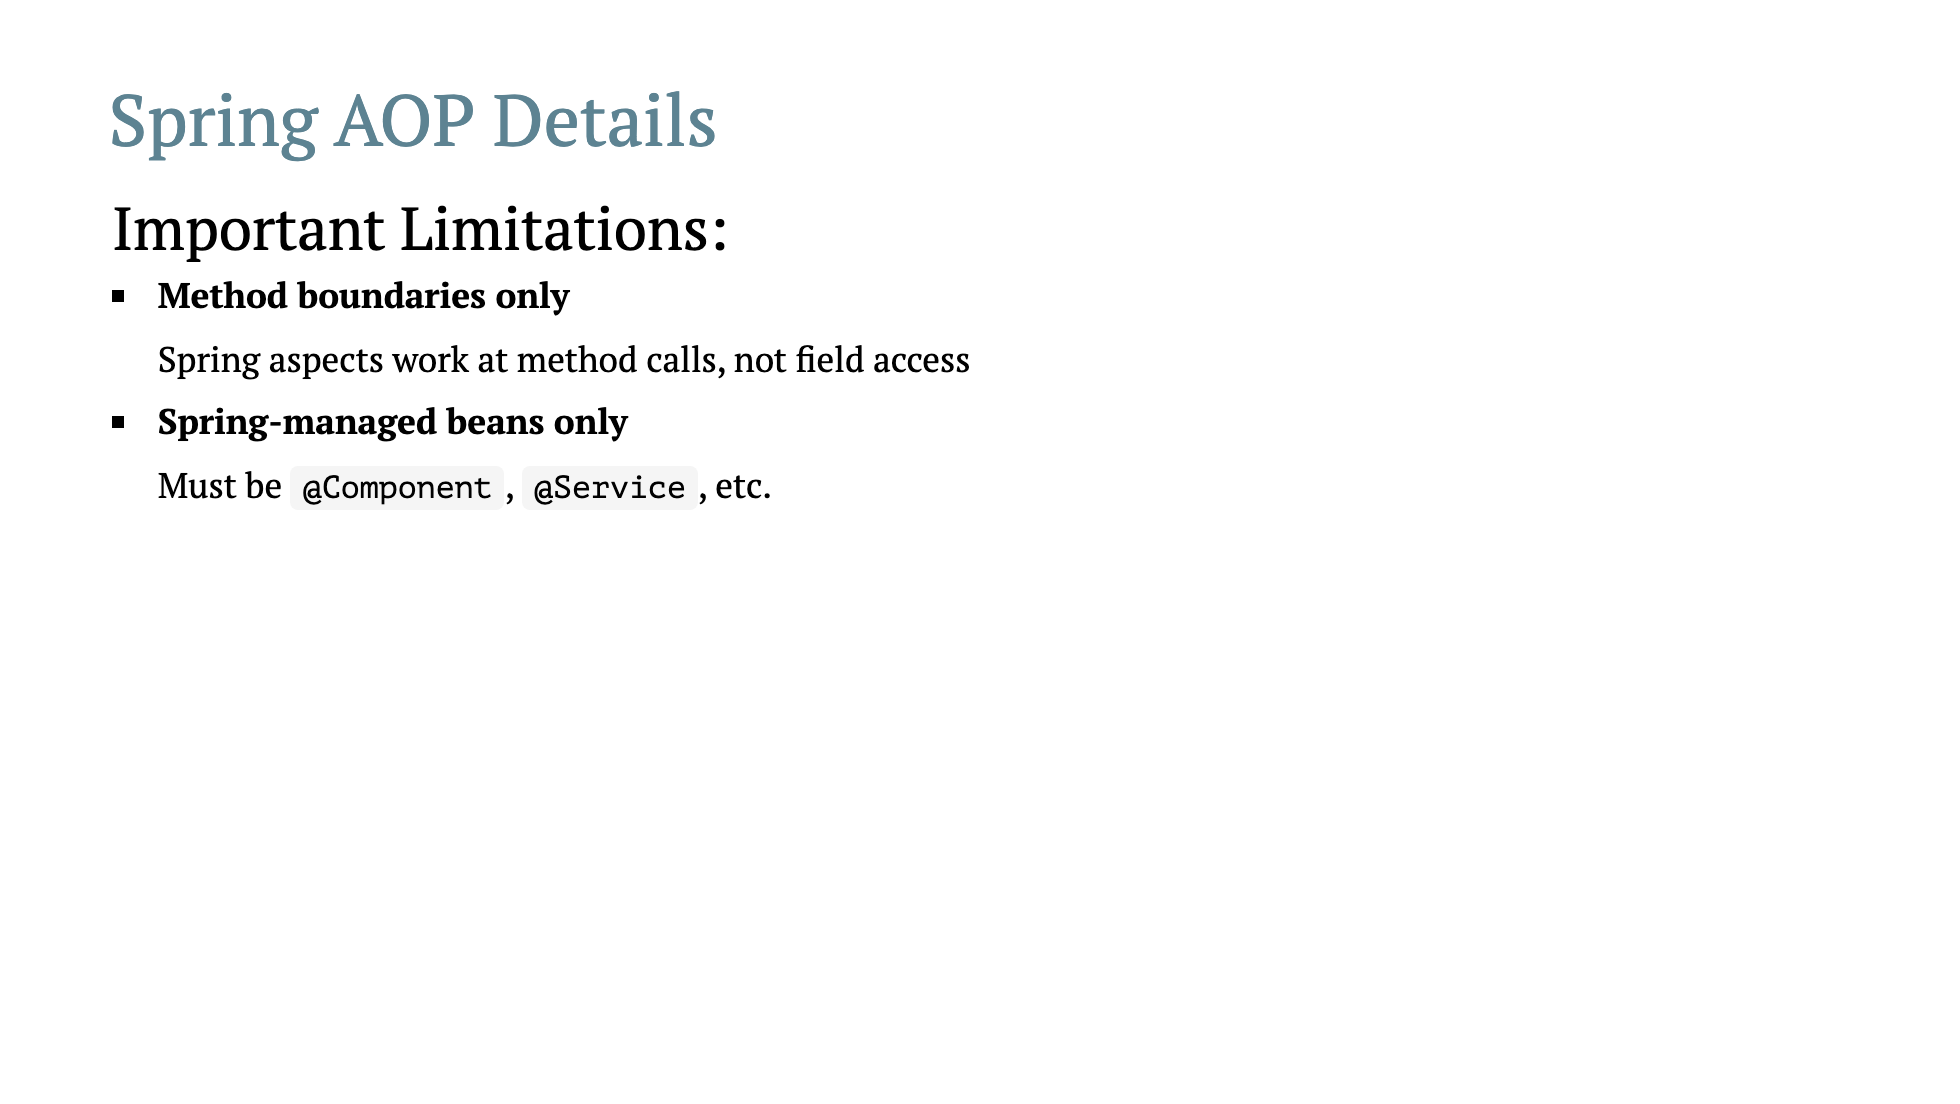 Spring AOP Details
Important Limitations:
▪ Method boundaries only
Spring aspects work at method calls, not field access
▪ Spring-managed beans only
Must be @Component , @Service , etc.